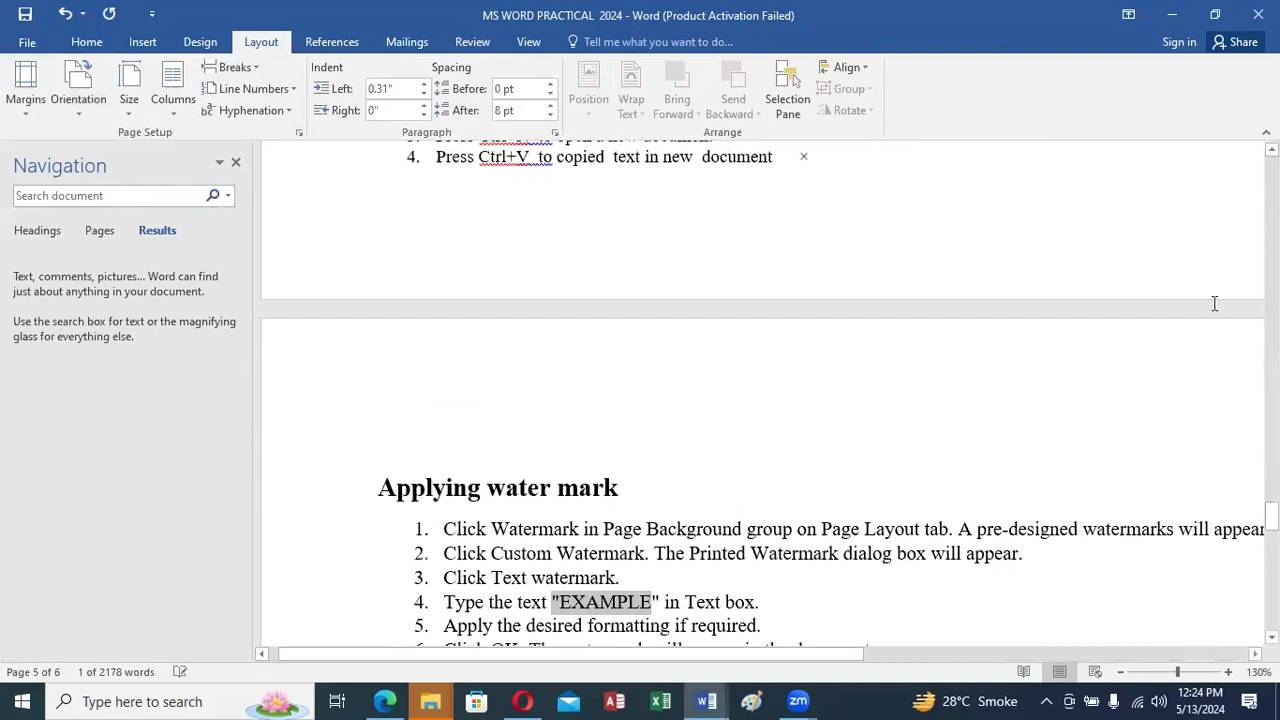 MS WORD PRACTICAL 2024 - Word (Product Activation Failed)
File Home Insert Design Layout References Mailings Review View Tell me what you want to do... Sign in Share
Margins Orientation Size Columns
Breaks
Line Numbers
Hyphenation
Page Setup
Indent Spacing
Left: 0.31" Before: 0 pt
Right: 0" After: 8 pt
Paragraph
Position Wrap Text Bring Forward Send Backward Selection Pane
Align
Group
Rotate
Arrange
Navigation
Search document
Headings Pages Results
Text, comments, pictures... Word can find
just about anything in your document.
Use the search box for text or the magnifying
glass for everything else.
4. Press Ctrl+V to copied text in new document ×
Applying water mark
1. Click Watermark in Page Background group on Page Layout tab. A pre-designed watermarks will appear
2. Click Custom Watermark. The Printed Watermark dialog box will appear.
3. Click Text watermark.
4. Type the text "EXAMPLE" in Text box.
5. Apply the desired formatting if required.
Page 5 of 6 1 of 2178 words 130%
Type here to search 28°C Smoke 12:24 PM
5/13/2024